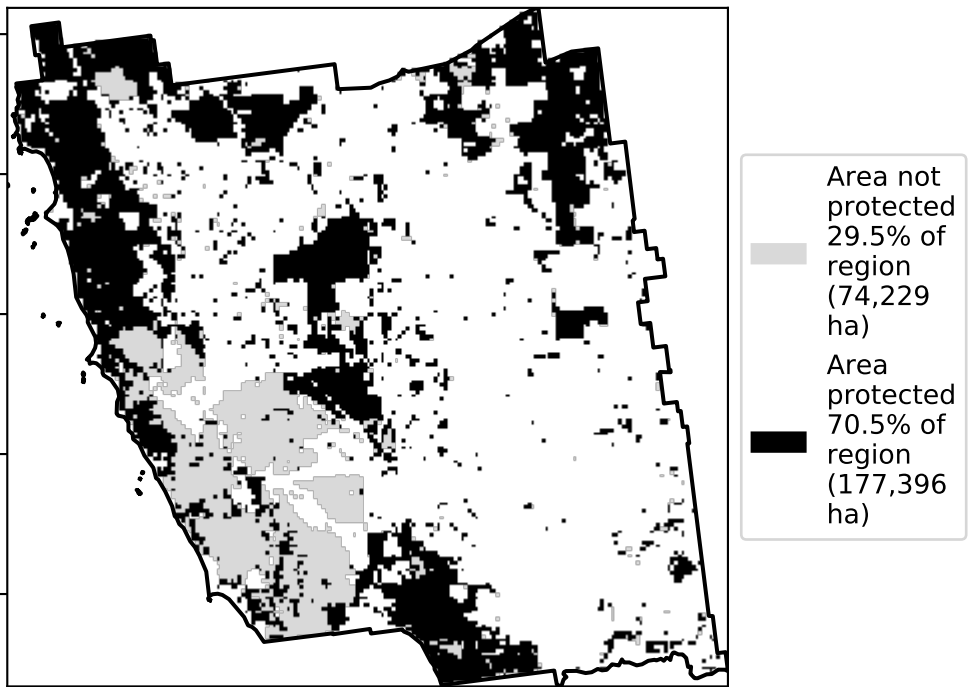 Area not
protected
29.5% of
region
(74,229
ha)
Area
protected
70.5% of
region
(177,396
ha)